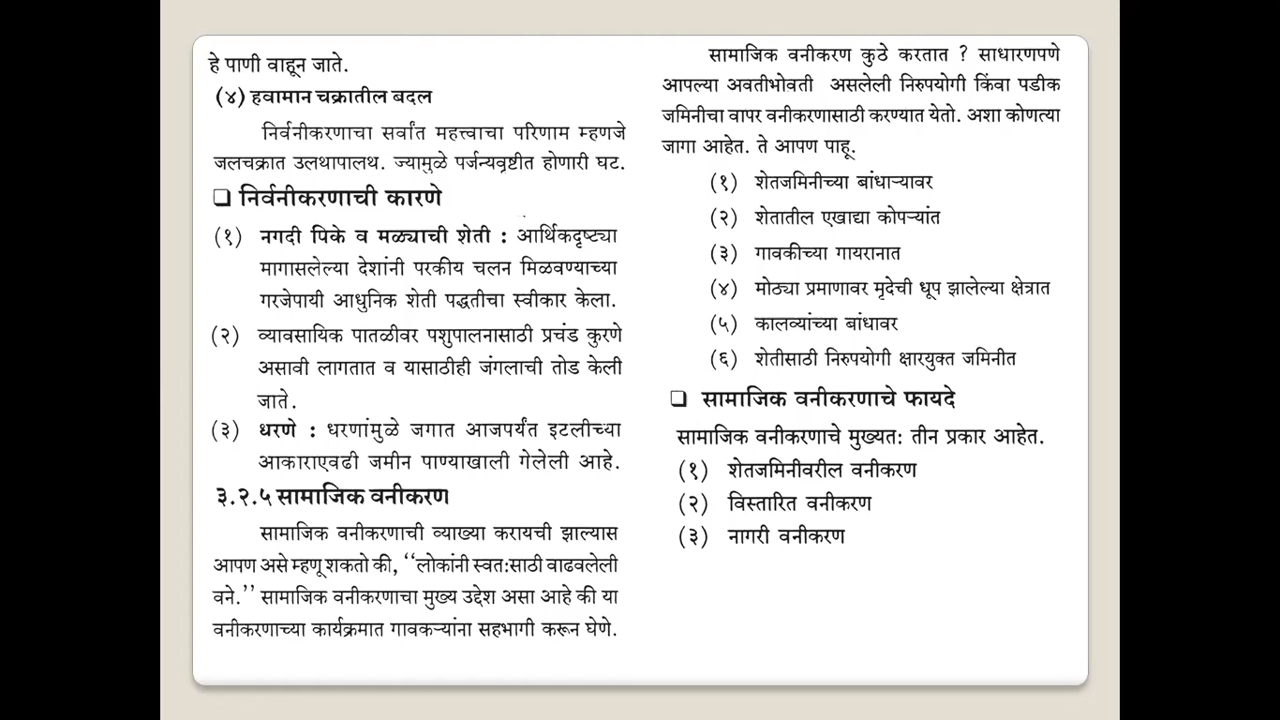 हे पाणी वाहून जाते.
(४) हवामान चक्रातील बदल
निर्वनीकरणाचा सर्वांत महत्त्वाचा परिणाम म्हणजे
जलचक्रात उलथापालथ. ज्यामुळे पर्जन्यवृष्टीत होणारी घट.
❑ निर्वनीकरणाची कारणे
(१) नगदी पिके व मळ्याची शेती : आर्थिकदृष्ट्या
मागासलेल्या देशांनी परकीय चलन मिळवण्याच्या
गरजेपायी आधुनिक शेती पद्धतीचा स्वीकार केला.
(२) व्यावसायिक पातळीवर पशुपालनासाठी प्रचंड कुरणे
असावी लागतात व यासाठीही जंगलाची तोड केली
जाते.
(३) धरणे : धरणांमुळे जगात आजपर्यंत इटलीच्या
आकाराएवढी जमीन पाण्याखाली गेलेली आहे.
३.२.५ सामाजिक वनीकरण
सामाजिक वनीकरणाची व्याख्या करायची झाल्यास
आपण असे म्हणू शकतो की, ‘‘लोकांनी स्वत:साठी वाढवलेली
वने.’’ सामाजिक वनीकरणाचा मुख्य उद्देश असा आहे की या
वनीकरणाच्या कार्यक्रमात गावकऱ्यांना सहभागी करून घेणे.
सामाजिक वनीकरण कुठे करतात ? साधारणपणे
आपल्या अवतीभोवती असलेली निरुपयोगी किंवा पडीक
जमिनीचा वापर वनीकरणासाठी करण्यात येतो. अशा कोणत्या
जागा आहेत. ते आपण पाहू.
(१) शेतजमिनीच्या बांधाऱ्यावर
(२) शेतातील एखाद्या कोपऱ्यांत
(३) गावकीच्या गायरानात
(४) मोठ्या प्रमाणावर मृदेची धूप झालेल्या क्षेत्रात
(५) कालव्यांच्या बांधावर
(६) शेतीसाठी निरुपयोगी क्षारयुक्त जमिनीत
❑ सामाजिक वनीकरणाचे फायदे
सामाजिक वनीकरणाचे मुख्यत: तीन प्रकार आहेत.
(१) शेतजमिनीवरील वनीकरण
(२) विस्तारित वनीकरण
(३) नागरी वनीकरण